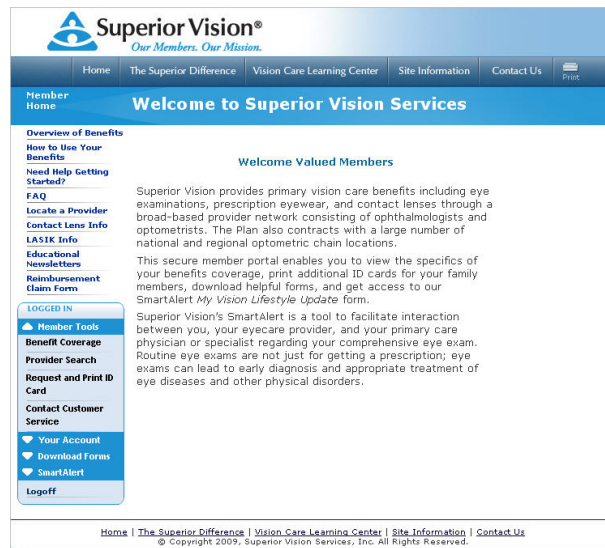 Superior Vision®
Our Members. Our Mission.
Home
The Superior Difference
Vision Care Learning Center
Site Information
Contact Us
Print
Member
Home
Welcome to Superior Vision Services
Overview of Benefits
How to Use Your
Benefits
Need Help Getting
Started?
FAQ
Locate a Provider
Contact Lens Info
LASIK Info
Educational
Newsletters
Reimbursement
Claim Form
LOGGED IN
Member Tools
Benefit Coverage
Provider Search
Request and Print ID
Card
Contact Customer
Service
Your Account
Download Forms
SmartAlert
Logoff
Welcome Valued Members
Superior Vision provides primary vision care benefits including eye
examinations, prescription eyewear, and contact lenses through a
broad-based provider network consisting of ophthalmologists and
optometrists. The Plan also contracts with a large number of
national and regional optometric chain locations.
This secure member portal enables you to view the specifics of
your benefits coverage, print additional ID cards for your family
members, download helpful forms, and get access to our
SmartAlert My Vision Lifestyle Update form.
Superior Vision's SmartAlert is a tool to facilitate interaction
between you, your eyecare provider, and your primary care
physician or specialist regarding your comprehensive eye exam.
Routine eye exams are not just for getting a prescription; eye
exams can lead to early diagnosis and appropriate treatment of
eye diseases and other physical disorders.
Home | The Superior Difference | Vision Care Learning Center | Site Information | Contact Us
© Copyright 2009, Superior Vision Services, Inc. All Rights Reserved.